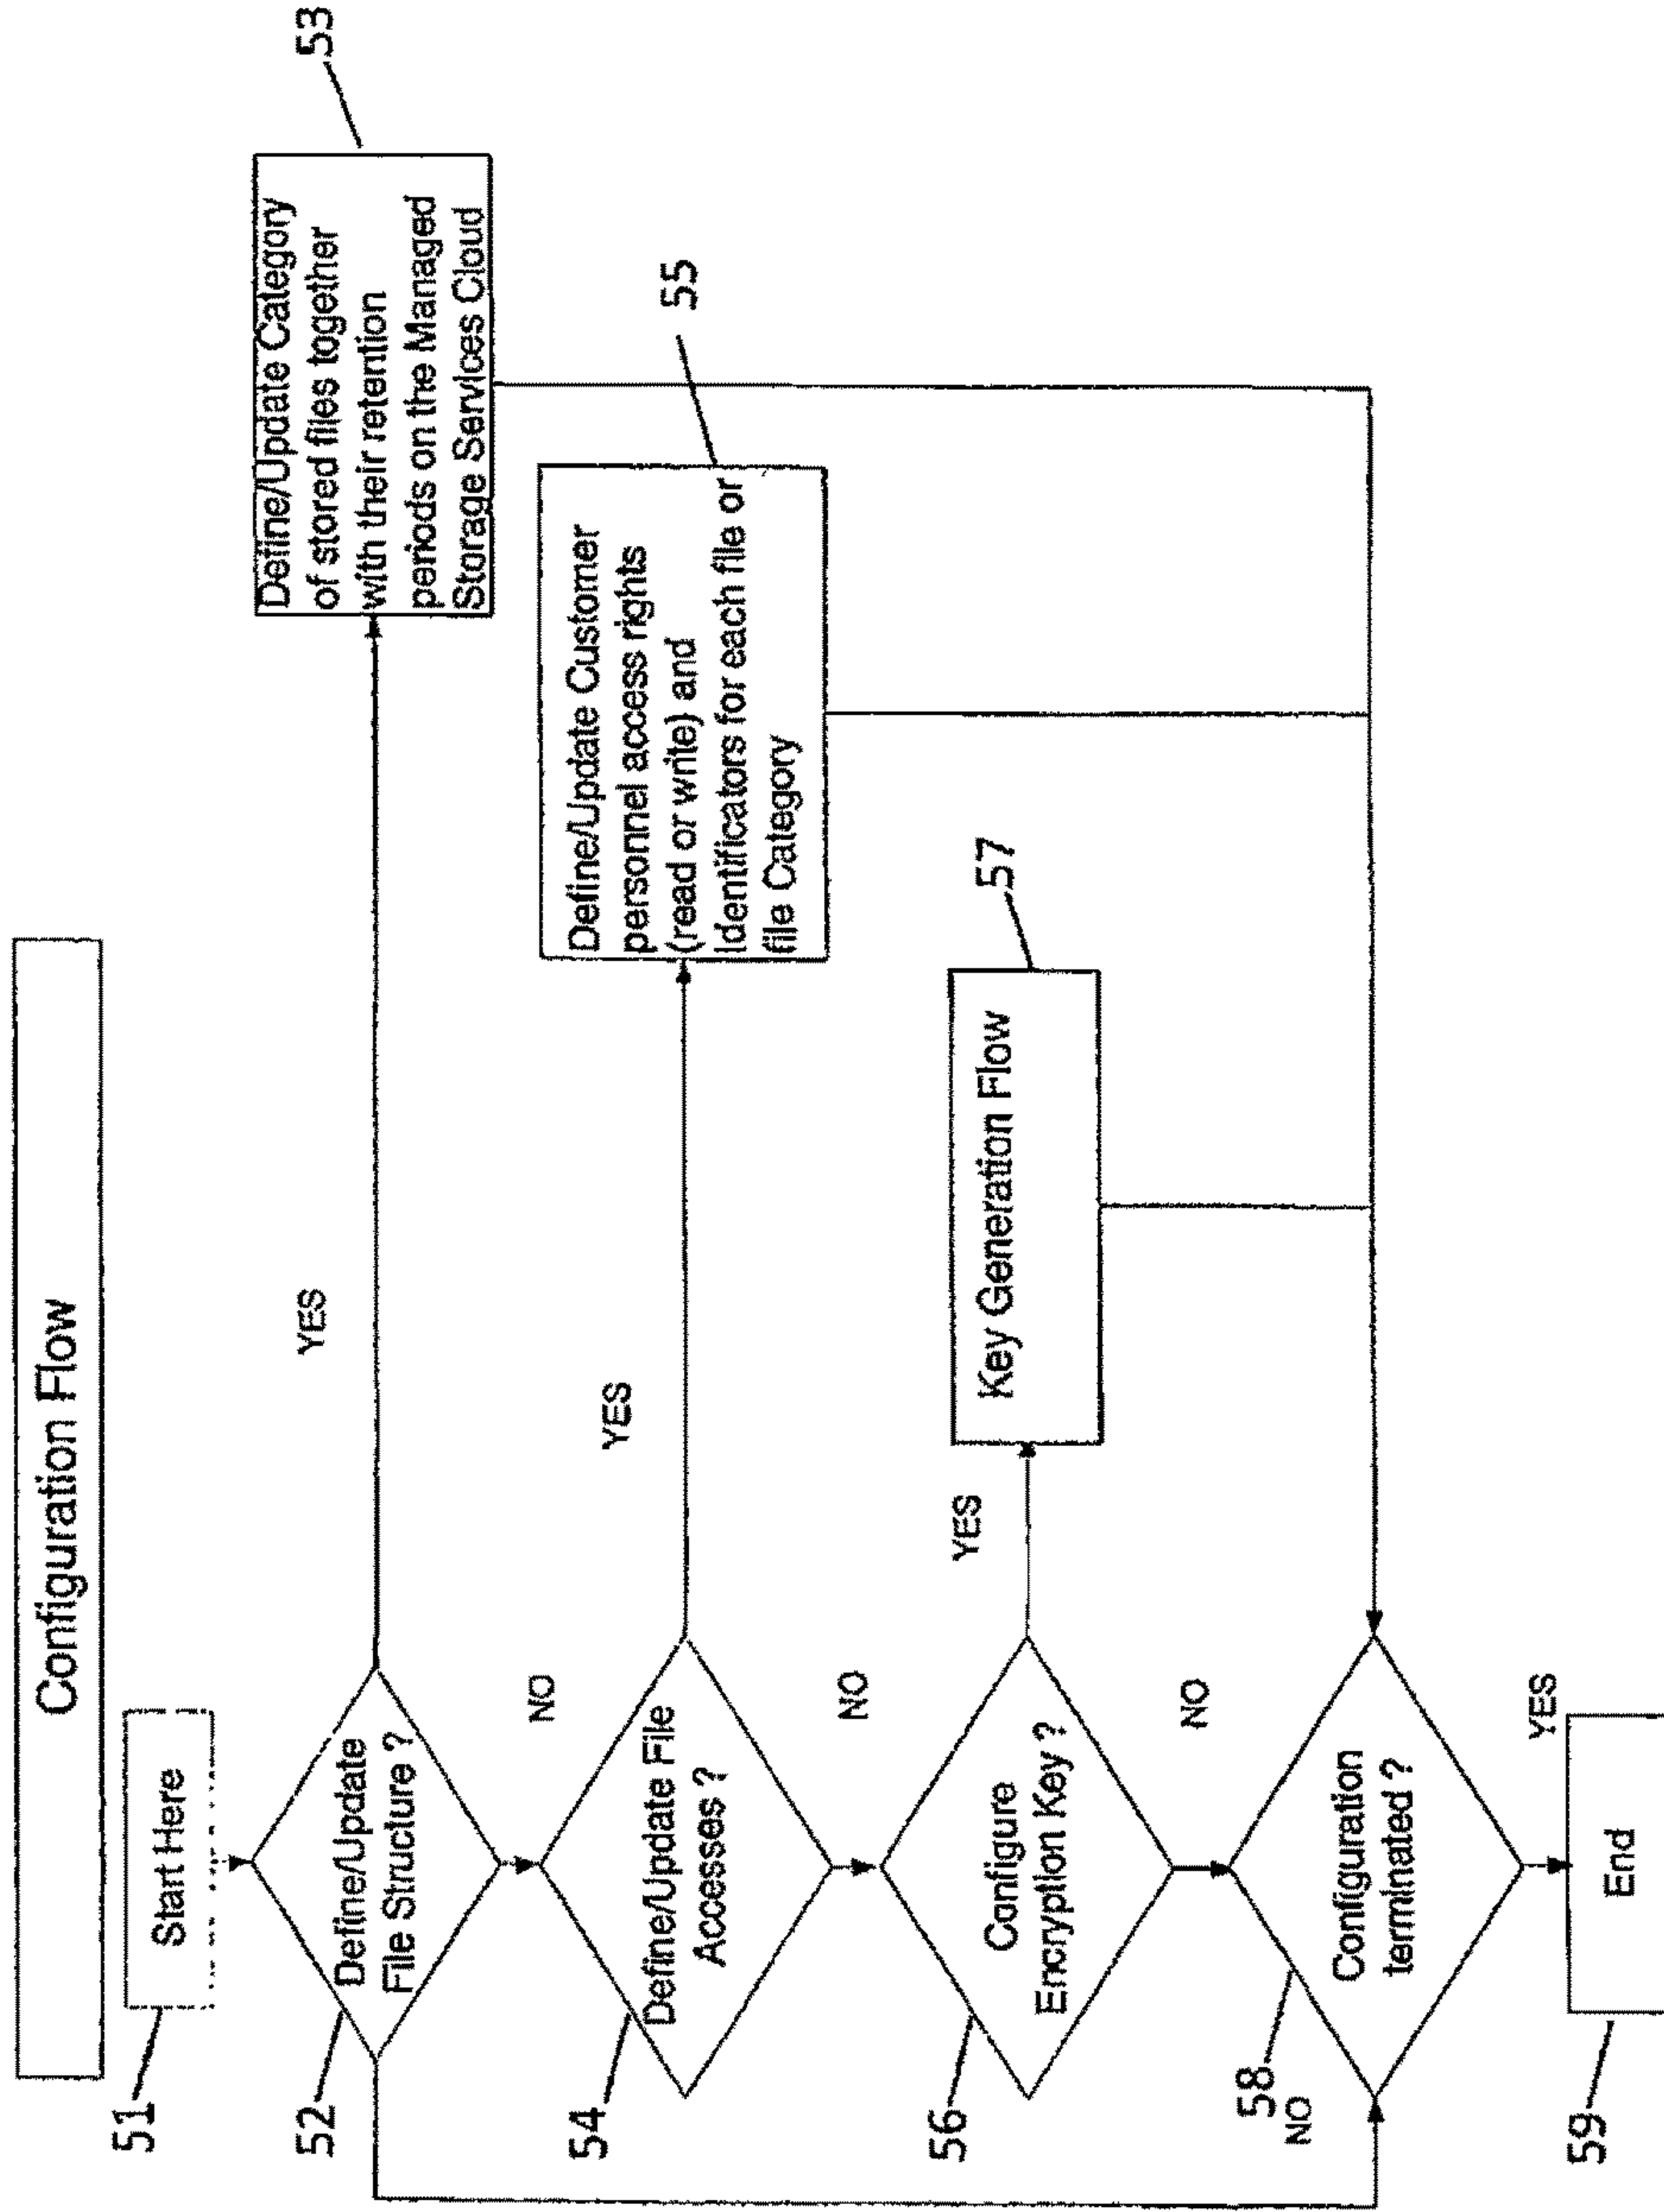 Configuration Flow
51
Start Here
52
Define/Update
File Structure ?
YES
53
Define/Update Category
of stored files together
with their retention
periods on the Managed
Storage Services Cloud
NO
54
Define/Update File
Accesses ?
YES
55
Define/Update Customer
personnel access rights
(read or write) and
Identificators for each file or
file Category
NO
56
Configure
Encryption Key ?
YES
57
Key Generation Flow
NO
58
NO
Configuration
terminated ?
YES
59
End